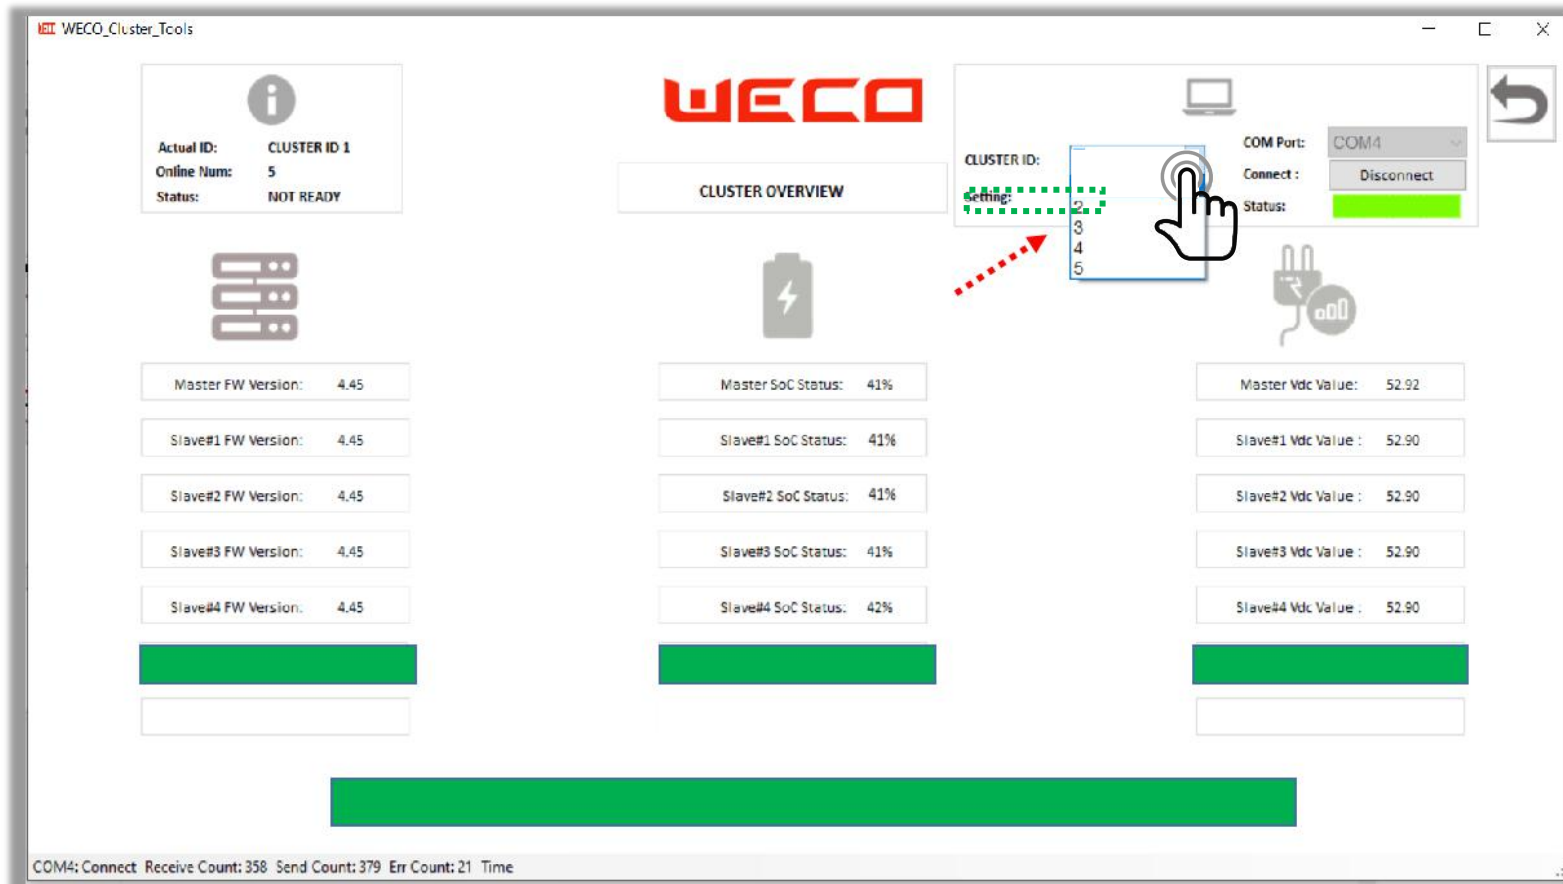 WECO_Cluster_Tools
Actual ID: CLUSTER ID 1
Online Num: 5
Status: NOT READY
WECO
CLUSTER OVERVIEW
CLUSTER ID:
Setting:
2
3
4
5
COM Port: COM4
Connect : Disconnect
Status:
Master FW Version: 4.45
Slave#1 FW Version: 4.45
Slave#2 FW Version: 4.45
Slave#3 FW Version: 4.45
Slave#4 FW Version: 4.45
Master SoC Status: 41%
Slave#1 SoC Status: 41%
Slave#2 SoC Status: 41%
Slave#3 SoC Status: 41%
Slave#4 SoC Status: 42%
Master Vdc Value: 52.92
Slave#1 Vdc Value : 52.90
Slave#2 Vdc Value : 52.90
Slave#3 Vdc Value : 52.90
Slave#4 Vdc Value : 52.90
COM4: Connect Receive Count: 358 Send Count: 379 Err Count: 21 Time